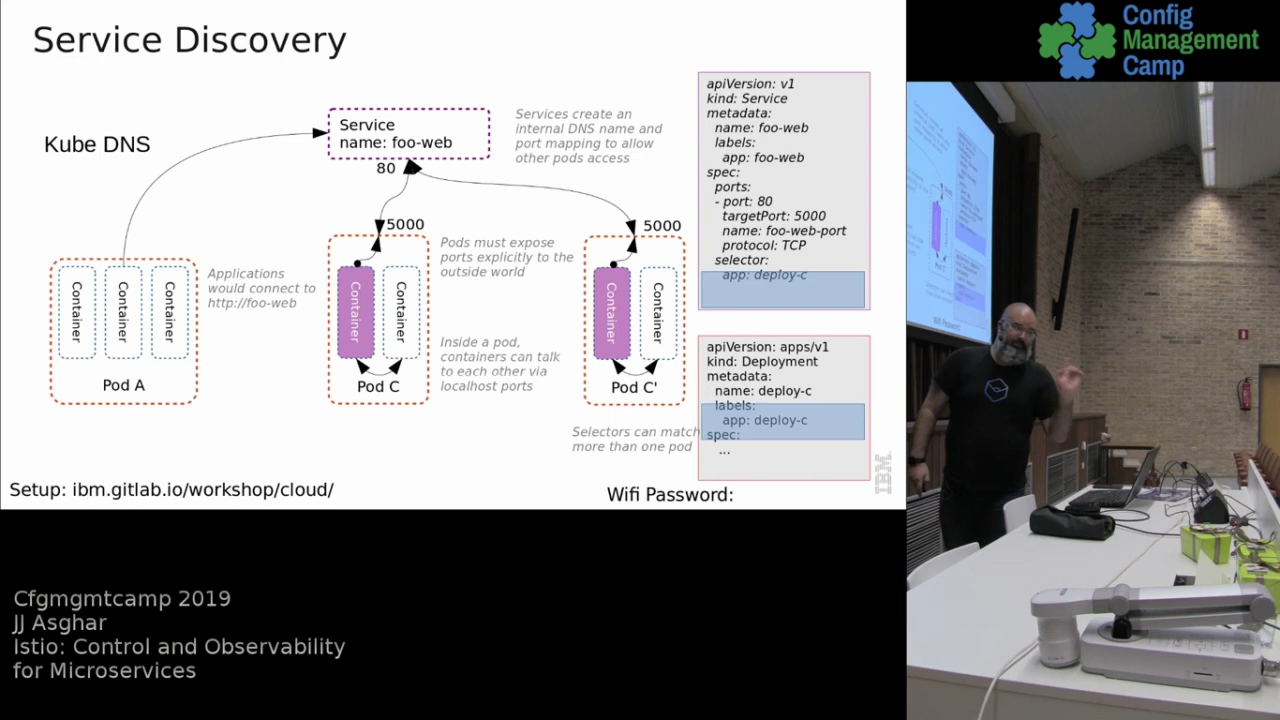 Service Discovery
Kube DNS
Service
name: foo-web
80
Services create an
internal DNS name and
port mapping to allow
other pods access
5000
5000
Pods must expose
ports explicitly to the
outside world
Applications
would connect to
http://foo-web
Container
Container
Container
Pod A
Container
Container
Pod C
Inside a pod,
containers can talk
to each other via
localhost ports
Container
Container
Pod C'
Selectors can match
more than one pod
apiVersion: v1
kind: Service
metadata:
name: foo-web
labels:
app: foo-web
spec:
ports:
- port: 80
targetPort: 5000
name: foo-web-port
protocol: TCP
selector:
app: deploy-c
apiVersion: apps/v1
kind: Deployment
metadata:
name: deploy-c
labels:
app: deploy-c
spec:
...
IBM
Setup: ibm.gitlab.io/workshop/cloud/
Wifi Password:
Config
Management
Camp
Cfgmgmtcamp 2019
JJ Asghar
Istio: Control and Observability
for Microservices